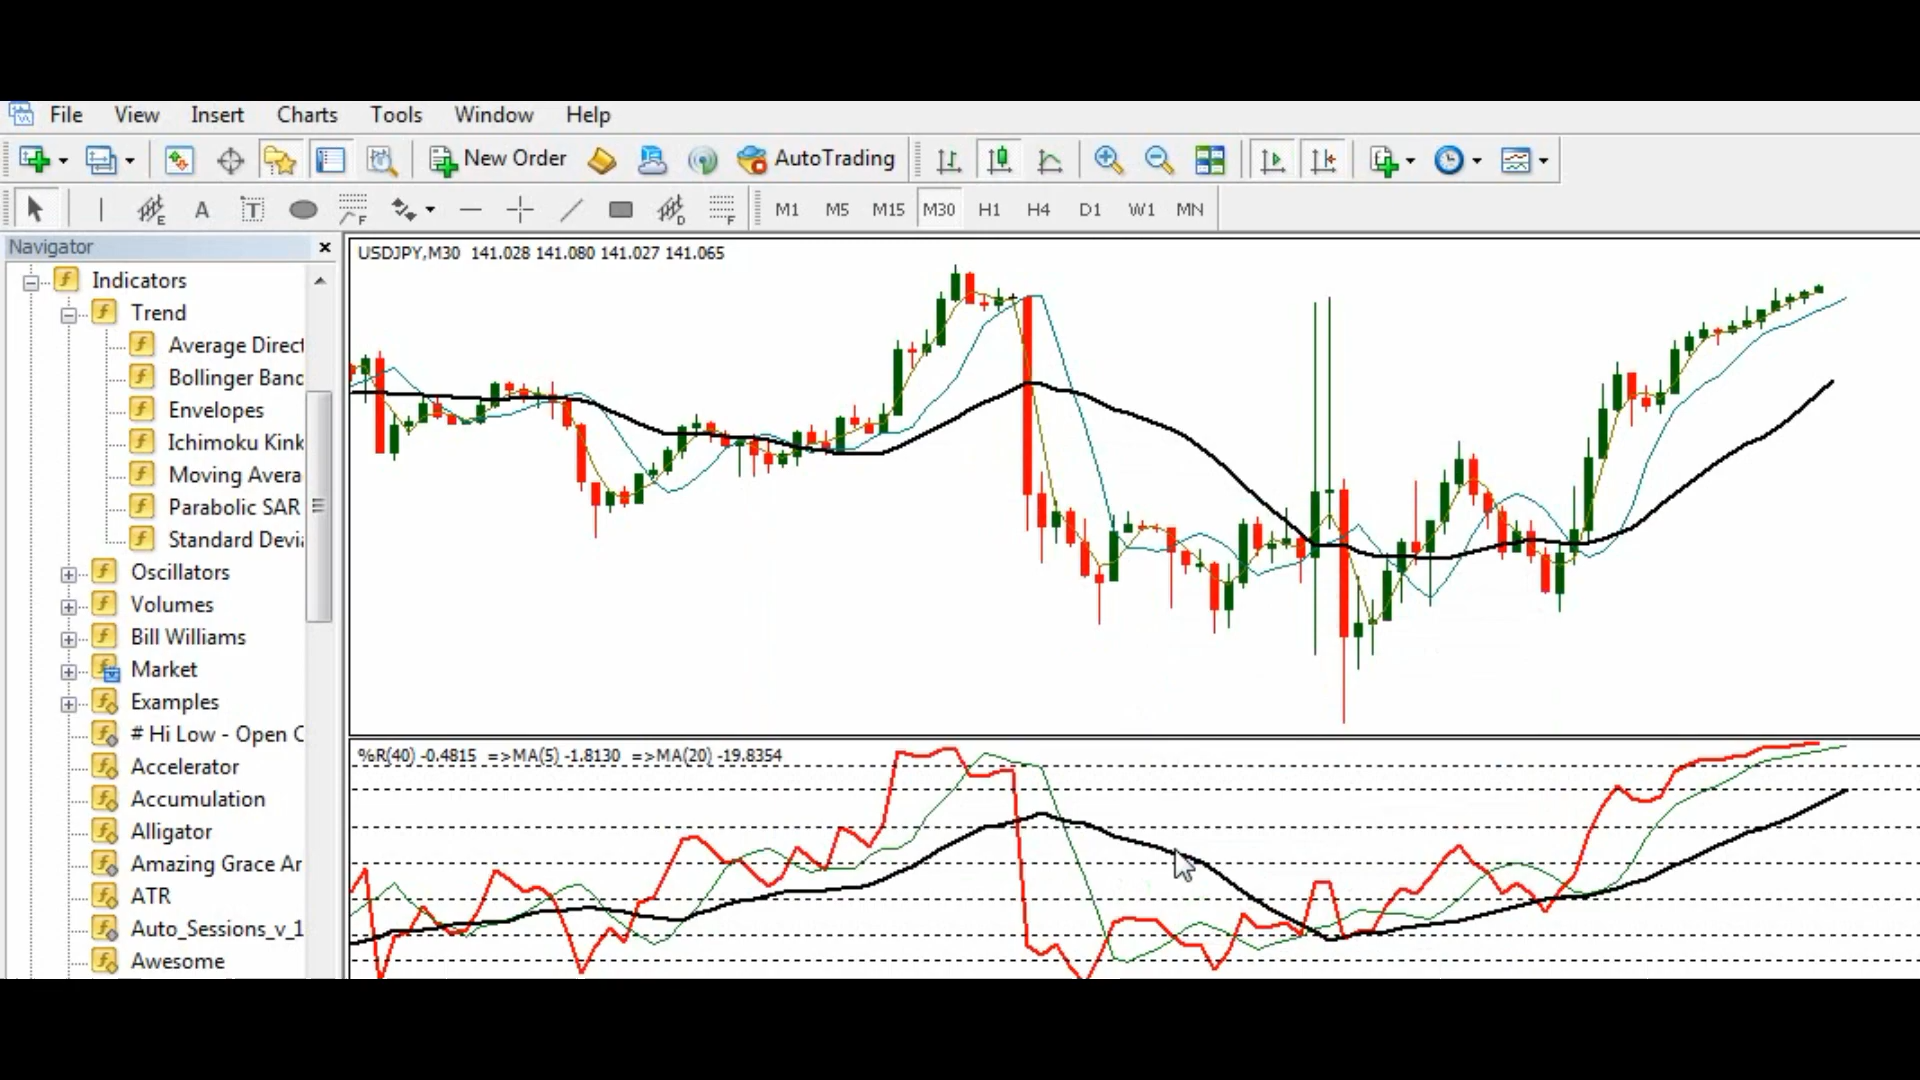 File View Insert Charts Tools Window Help
New Order AutoTrading
E A T F D F M1 M5 M15 M30 H1 H4 D1 W1 MN
Navigator
USDJPY,M30 141.028 141.080 141.027 141.065
Indicators
Trend
Average Direct
Bollinger Banc
Envelopes
Ichimoku Kink
Moving Avera
Parabolic SAR
Standard Devi
Oscillators
Volumes
Bill Williams
Market
Examples
# Hi Low - Open C
Accelerator
Accumulation
Alligator
Amazing Grace Ar
ATR
Auto_Sessions_v_1
Awesome
%R(40) -0.4815 =>MA(5) -1.8130 =>MA(20) -19.8354